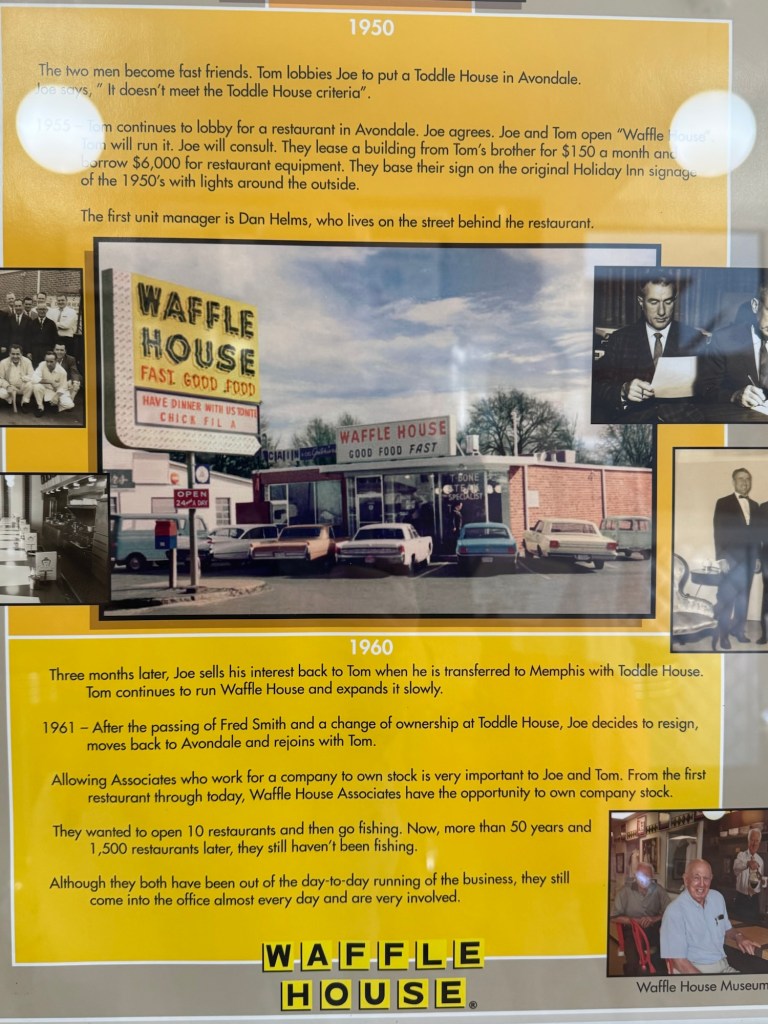 1950
The two men become fast friends. Tom lobbies Joe to put a Toddle House in Avondale.
Joe says, " It doesn't meet the Toddle House criteria".
1955 – Tom continues to lobby for a restaurant in Avondale. Joe agrees. Joe and Tom open "Waffle House".
Tom will run it. Joe will consult. They lease a building from Tom's brother for $150 a month and
borrow $6,000 for restaurant equipment. They base their sign on the original Holiday Inn signage
of the 1950's with lights around the outside.
The first unit manager is Dan Helms, who lives on the street behind the restaurant.
WAFFLE
HOUSE
FAST GOOD FOOD
HAVE DINNER WITH US TONITE
CHICK FIL A
OPEN
24 A DAY
WAFFLE HOUSE
GOOD FOOD FAST
T-BONE
SPECIALIST
1960
Three months later, Joe sells his interest back to Tom when he is transferred to Memphis with Toddle House.
Tom continues to run Waffle House and expands it slowly.
1961 – After the passing of Fred Smith and a change of ownership at Toddle House, Joe decides to resign,
moves back to Avondale and rejoins with Tom.
Allowing Associates who work for a company to own stock is very important to Joe and Tom. From the first
restaurant through today, Waffle House Associates have the opportunity to own company stock.
They wanted to open 10 restaurants and then go fishing. Now, more than 50 years and
1,500 restaurants later, they still haven't been fishing.
Although they both have been out of the day-to-day running of the business, they still
come into the office almost every day and are very involved.
WAFFLE
HOUSE®
Waffle House Museum